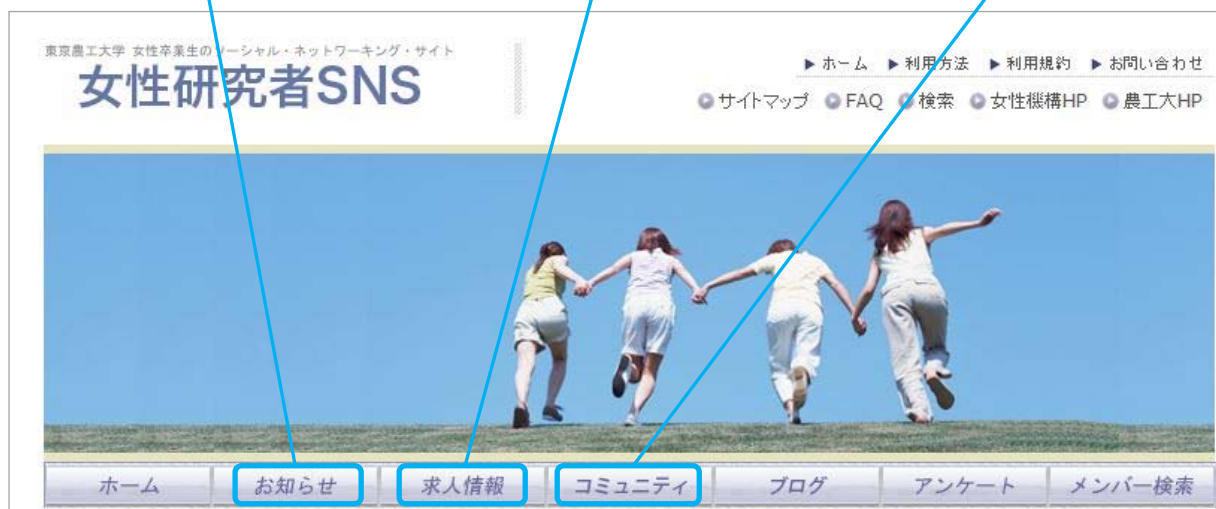 東京農工大学 女性卒業生のソーシャル・ネットワーキング・サイト
女性研究者SNS
ホーム 利用方法 利用規約 お問い合わせ
サイトマップ FAQ 検索 女性機構HP 農工大HP
ホーム お知らせ 求人情報 コミュニティ ブログ アンケート メンバー検索